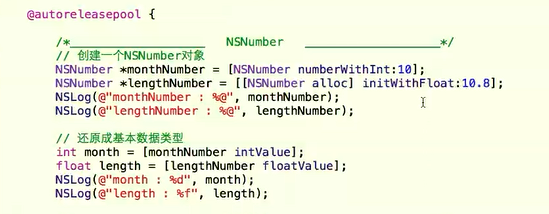 @autoreleasepool {
/*____________________ NSNumber ____________________*/
// 创建一个NSNumber对象
NSNumber *monthNumber = [NSNumber numberWithInt:10];
NSNumber *lengthNumber = [[NSNumber alloc] initWithFloat:10.8];
NSLog(@"monthNumber : %@", monthNumber);
NSLog(@"lengthNumber : %@", lengthNumber);
// 还原成基本数据类型
int month = [monthNumber intValue];
float length = [lengthNumber floatValue];
NSLog(@"month : %d", month);
NSLog(@"length : %f", length);